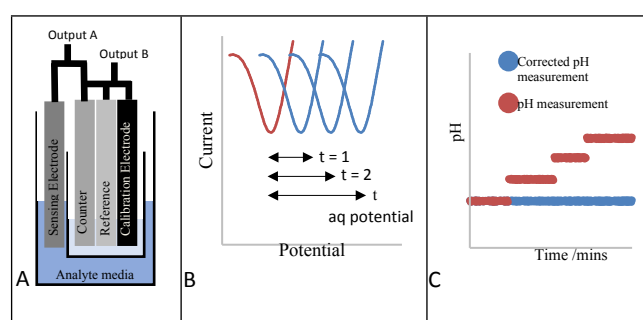 Output A
Output B
Sensing Electrode
Counter
Reference
Calibration Electrode
Analyte media
A
Current
t = 1
t = 2
t
aq potential
Potential
B
Corrected pH
measurement
pH measurement
pH
Time /mins
C